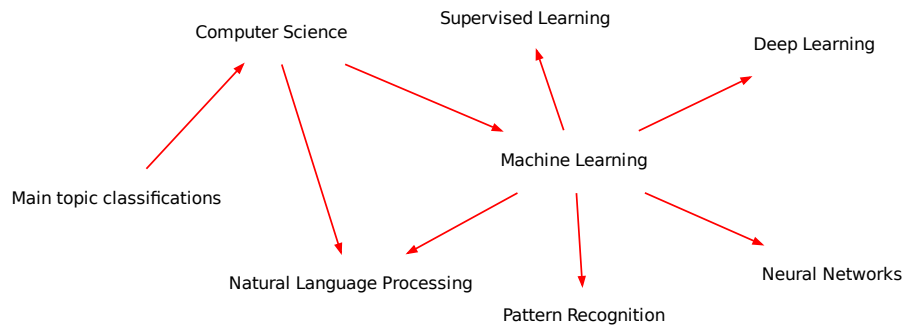 Supervised Learning
Computer Science
Deep Learning
Machine Learning
Main topic classifications
Neural Networks
Natural Language Processing
Pattern Recognition